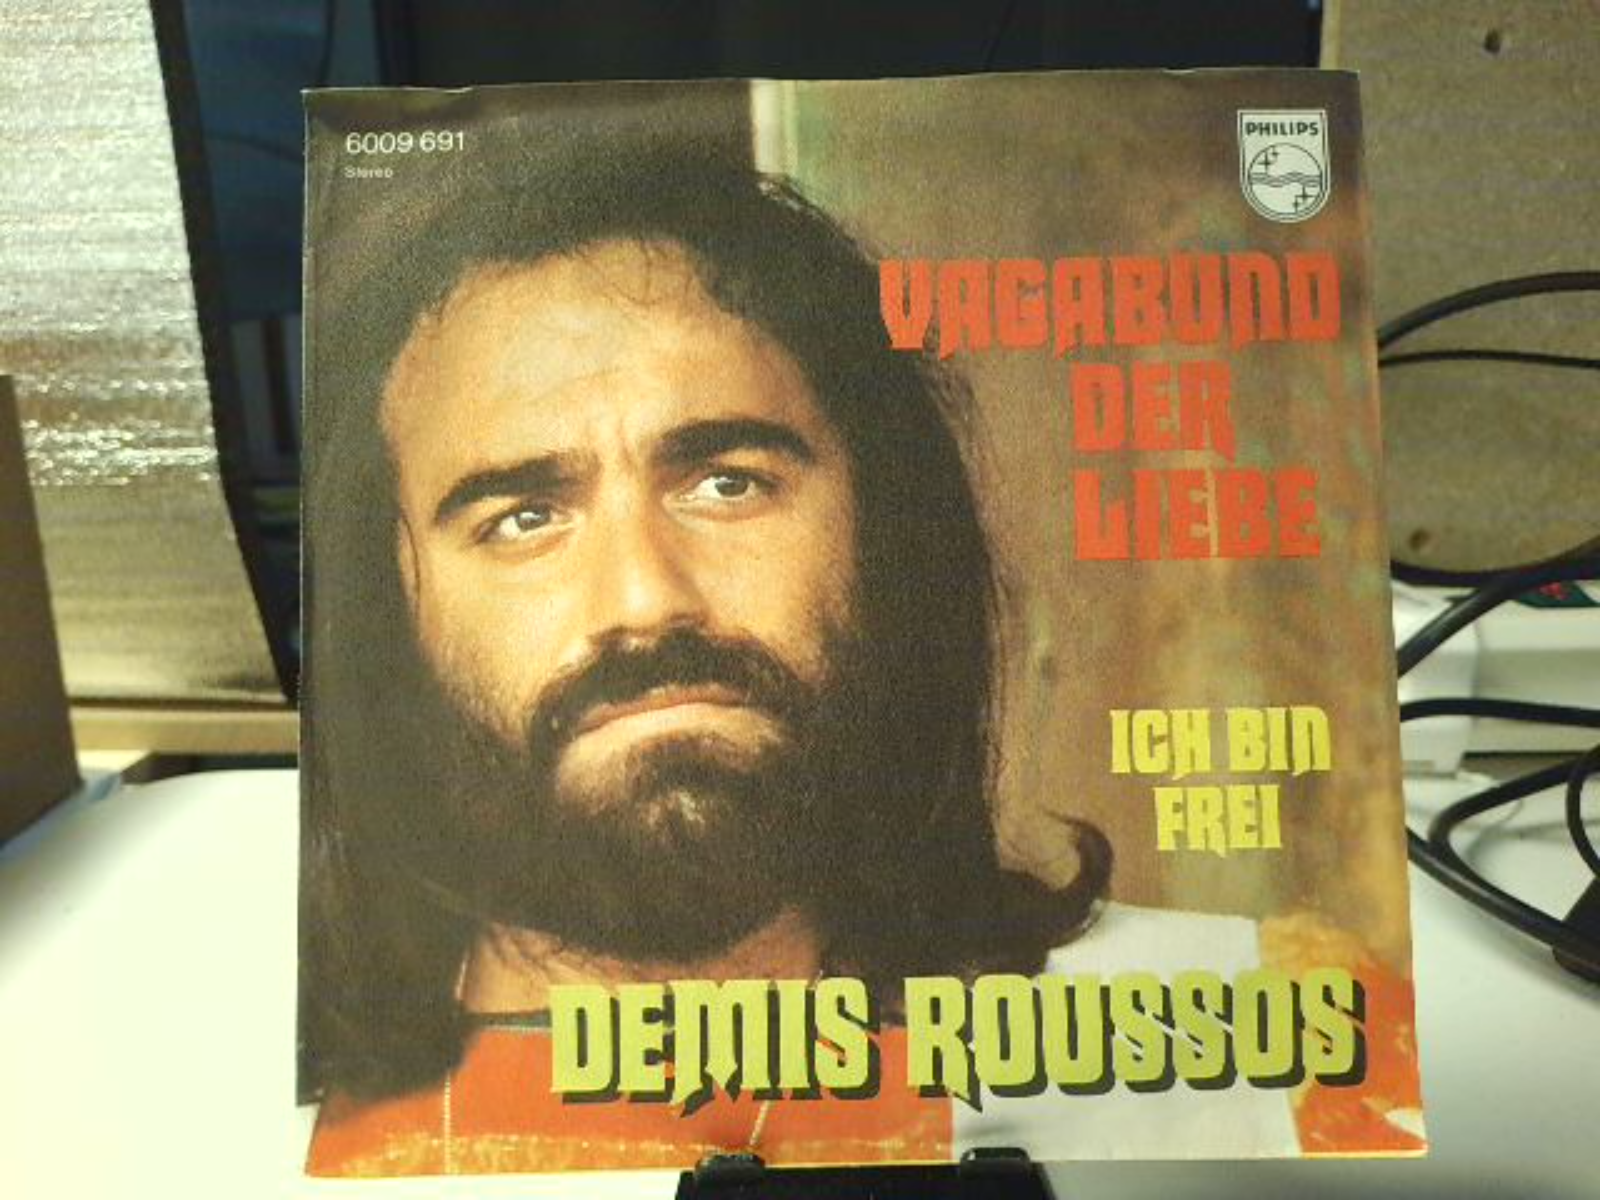 6009 691
Stereo
PHILIPS
VAGABUND
DER
LIEBE
ICH BIN
FREI
DEMIS ROUSSOS